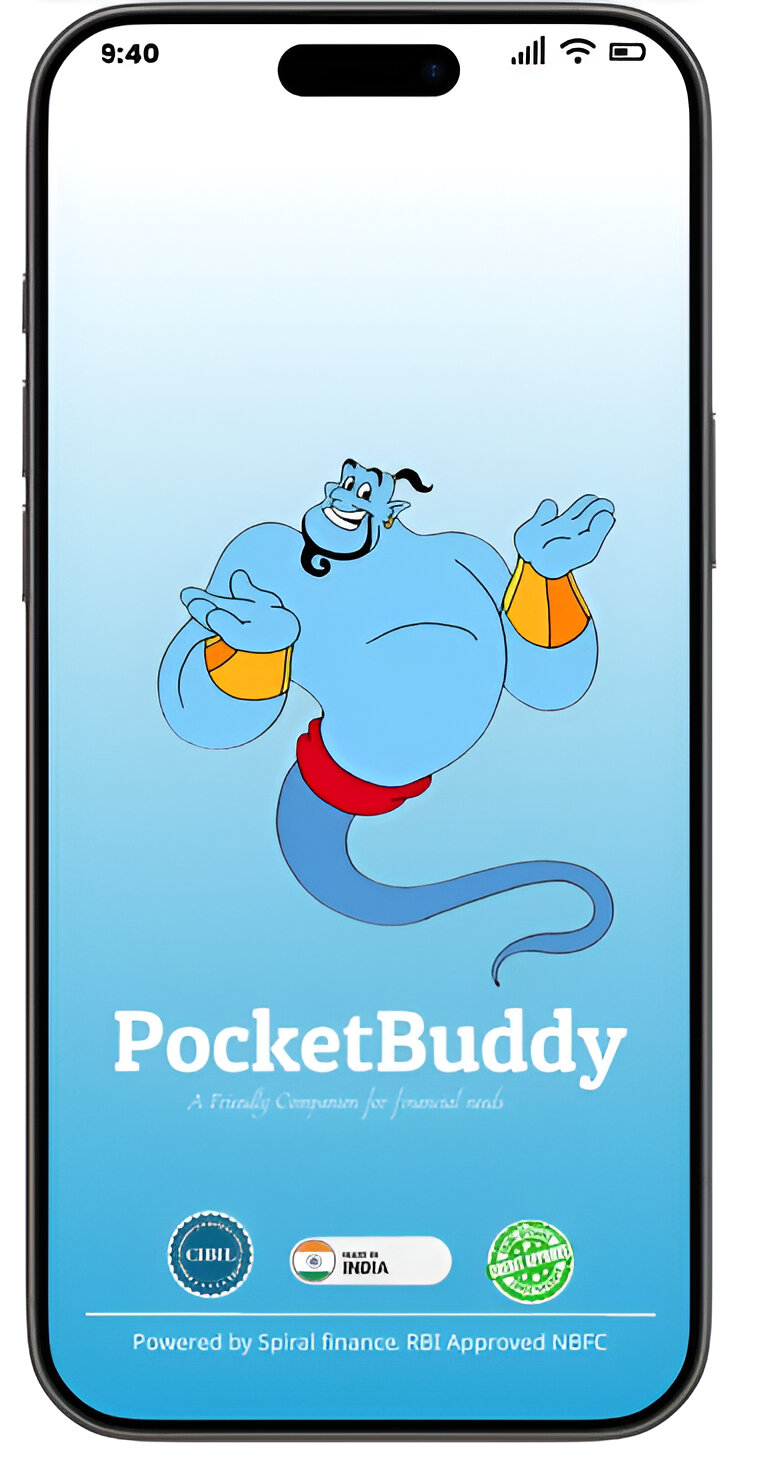 9:40
PocketBuddy
A Friendly Companion for financial needs
CIBIL
MADE IN
INDIA
Powered by Spiral finance. RBI Approved NBFC